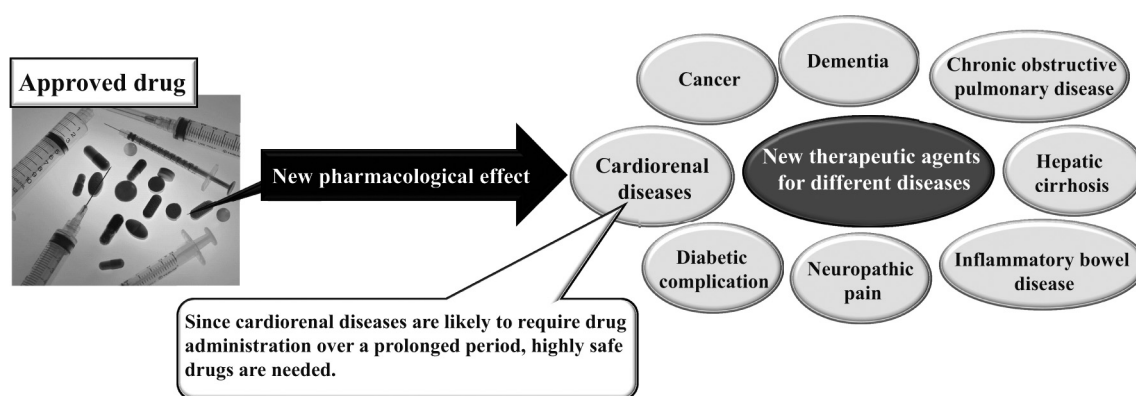 Approved drug
New pharmacological effect
Cancer
Dementia
Chronic obstructive
pulmonary disease
Cardiorenal
diseases
New therapeutic agents
for different diseases
Hepatic
cirrhosis
Diabetic
complication
Neuropathic
pain
Inflammatory bowel
disease
Since cardiorenal diseases are likely to require drug
administration over a prolonged period, highly safe
drugs are needed.